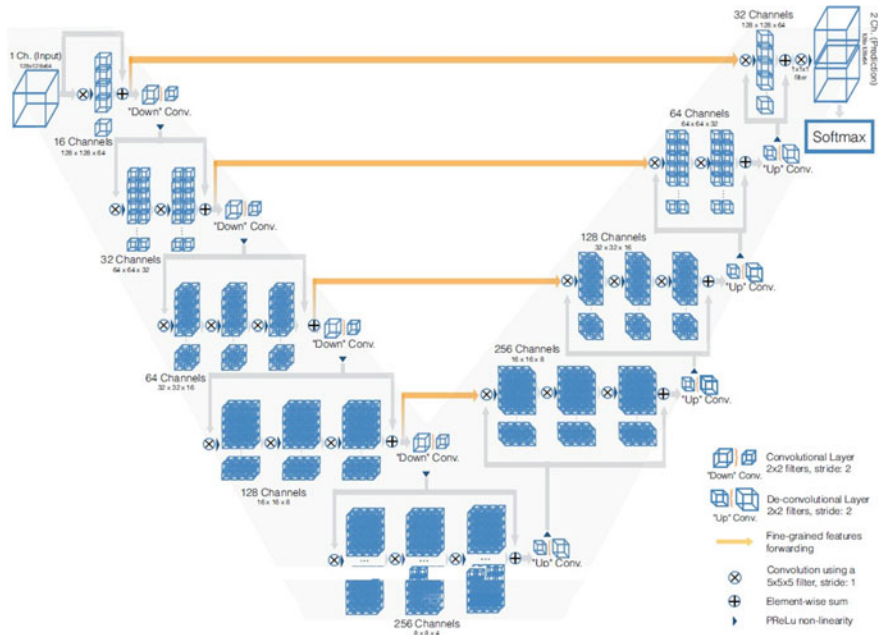 1 Ch. (Input)
128x128x64
"Down" Conv.
16 Channels
128 x 128 x 64
"Down" Conv.
32 Channels
64 x 64 x 32
"Down" Conv.
64 Channels
32 x 32 x 16
"Down" Conv.
128 Channels
16 x 16 x 8
256 Channels
8 x 8 x 4
"Up" Conv.
256 Channels
16 x 16 x 8
"Up" Conv.
128 Channels
32 x 32 x 16
"Up" Conv.
64 Channels
64 x 64 x 32
"Up" Conv.
32 Channels
128 x 128 x 64
1x1x1
filter
2 Ch. (Prediction)
Softmax
"Down" Conv.
Convolutional Layer
2x2 filters, stride: 2
"Up" Conv.
De-convolutional Layer
2x2 filters, stride: 2
Fine-grained features
forwarding
Convolution using a
5x5x5 filter, stride: 1
Element-wise sum
PReLu non-linearity